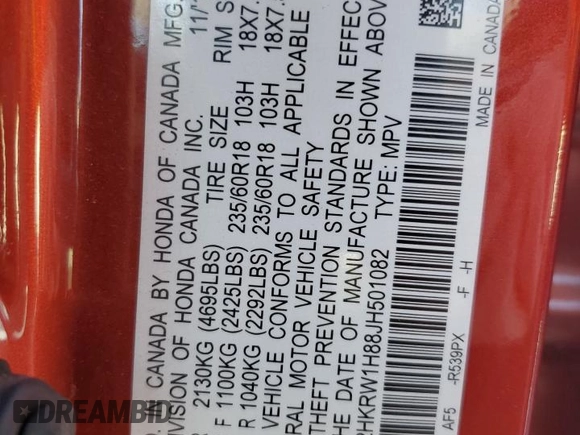 CANADA BY HONDA OF CANADA MFG.
DIVISION OF HONDA CANADA INC. 11/
2130KG (4695LBS) TIRE SIZE RIM S
F 1100KG (2425LBS) 235/60R18 103H 18X7.
R 1040KG (2292LBS) 235/60R18 103H 18X7.
VEHICLE CONFORMS TO ALL APPLICABLE
RAL MOTOR VEHICLE SAFETY
THEFT PREVENTION STANDARDS IN EFFEC
HE DATE OF MANUFACTURE SHOWN ABOV
HKRW1H88JH501082 TYPE: MPV
AF5 -R539PX -F -H
MADE IN CANADA
DREAMBID